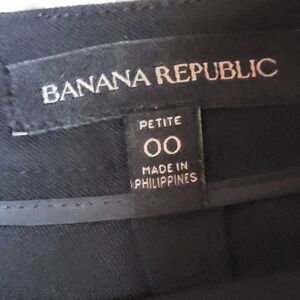 BANANA REPUBLIC
PETITE
00
MADE IN
PHILIPPINES